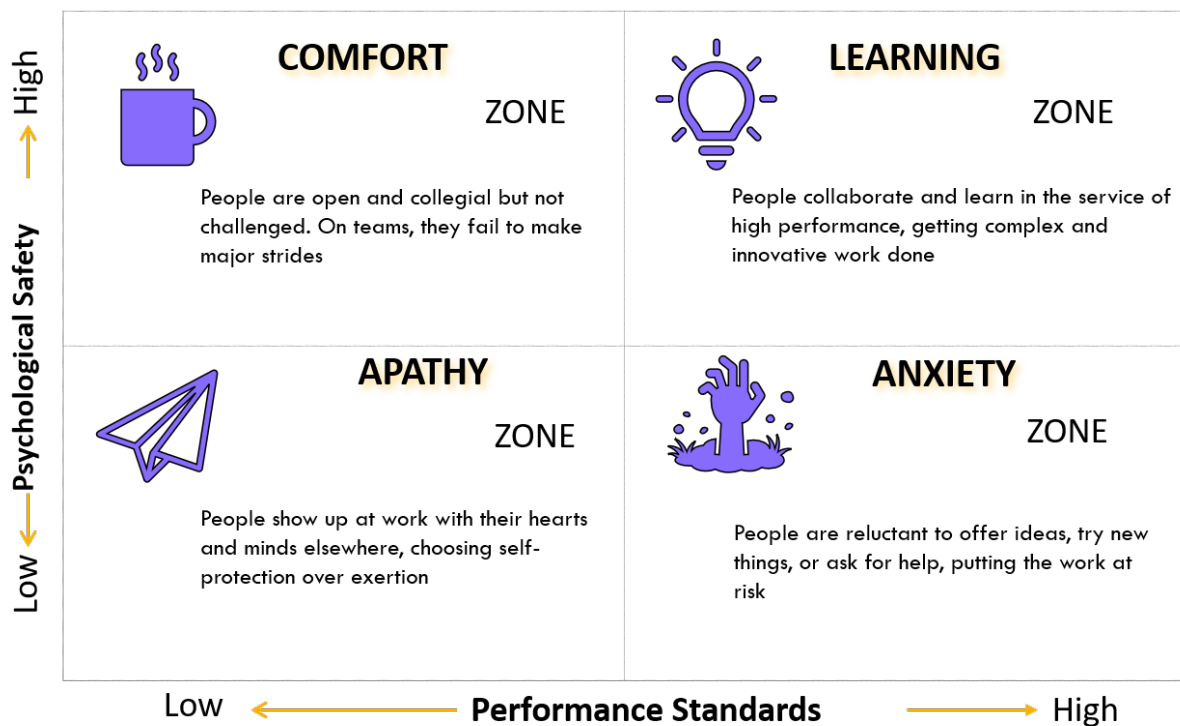 COMFORT
ZONE
People are open and collegial but not
challenged. On teams, they fail to make
major strides
LEARNING
ZONE
People collaborate and learn in the service of
high performance, getting complex and
innovative work done
APATHY
ZONE
People show up at work with their hearts
and minds elsewhere, choosing self-
protection over exertion
ANXIETY
ZONE
People are reluctant to offer ideas, try new
things, or ask for help, putting the work at
risk
High
Psychological Safety
Low
Low
Performance Standards
High